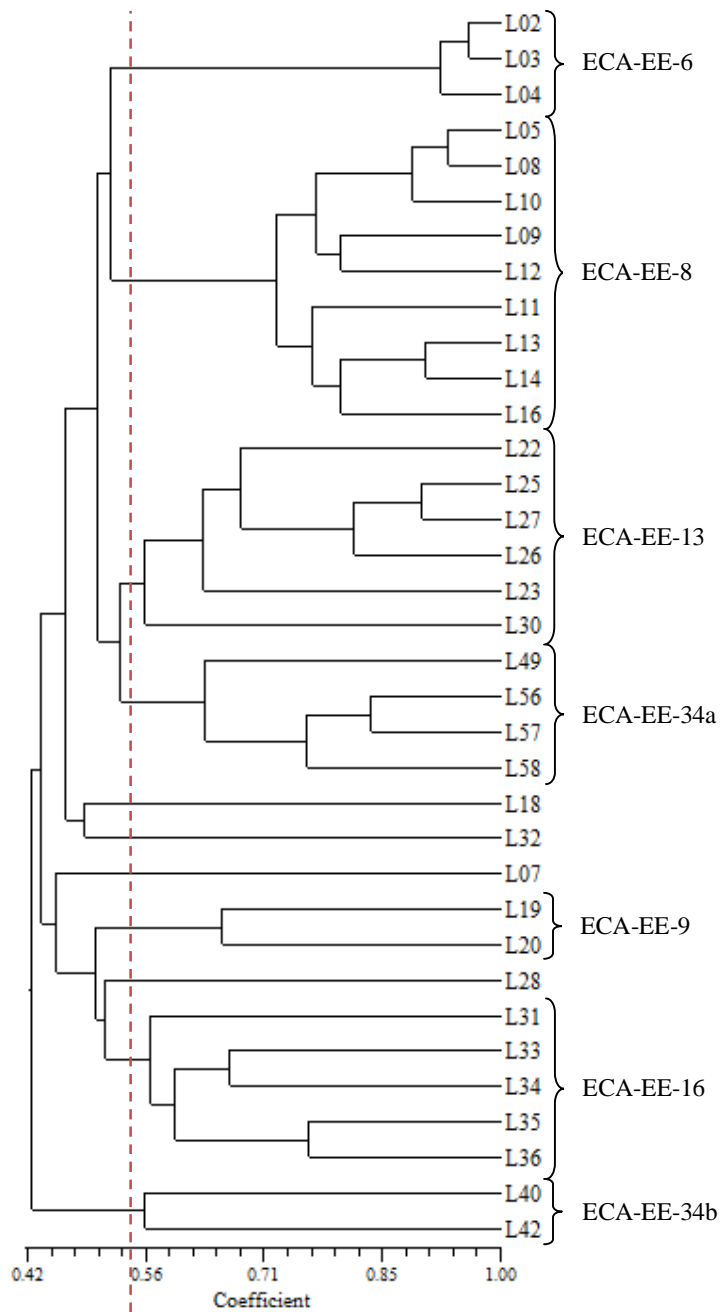 L02
L03
ECA-EE-6
L04
L05
L08
L10
L09
L12
ECA-EE-8
L11
L13
L14
L16
L22
L25
L27
ECA-EE-13
L26
L23
L30
L49
L56
ECA-EE-34a
L57
L58
L18
L32
L07
L19
ECA-EE-9
L20
L28
L31
L33
L34
ECA-EE-16
L35
L36
L40
ECA-EE-34b
L42
0.42 0.56 0.71 0.85 1.00
Coefficient